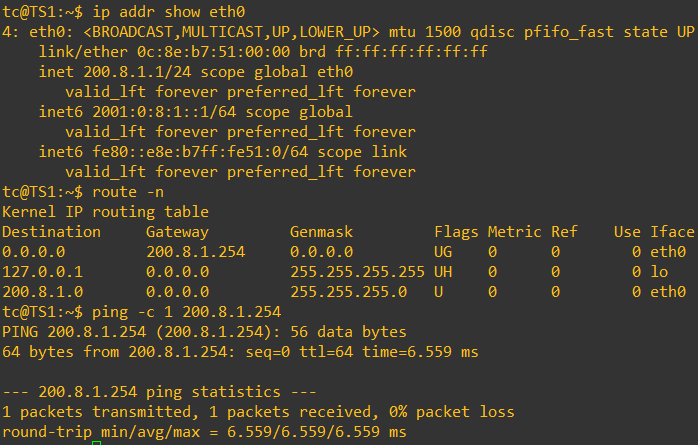 tc@TS1:~$ ip addr show eth0
4: eth0: <BROADCAST,MULTICAST,UP,LOWER_UP> mtu 1500 qdisc pfifo_fast state UP
    link/ether 0c:8e:b7:51:00:00 brd ff:ff:ff:ff:ff:ff
    inet 200.8.1.1/24 scope global eth0
       valid_lft forever preferred_lft forever
    inet6 2001:0:8:1::1/64 scope global
       valid_lft forever preferred_lft forever
    inet6 fe80::e8e:b7ff:fe51:0/64 scope link
       valid_lft forever preferred_lft forever
tc@TS1:~$ route -n
Kernel IP routing table
Destination     Gateway         Genmask         Flags Metric Ref    Use Iface
0.0.0.0         200.8.1.254     0.0.0.0         UG    0      0        0 eth0
127.0.0.1       0.0.0.0         255.255.255.255 UH    0      0        0 lo
200.8.1.0       0.0.0.0         255.255.255.0   U     0      0        0 eth0
tc@TS1:~$ ping -c 1 200.8.1.254
PING 200.8.1.254 (200.8.1.254): 56 data bytes
64 bytes from 200.8.1.254: seq=0 ttl=64 time=6.559 ms

--- 200.8.1.254 ping statistics ---
1 packets transmitted, 1 packets received, 0% packet loss
round-trip min/avg/max = 6.559/6.559/6.559 ms